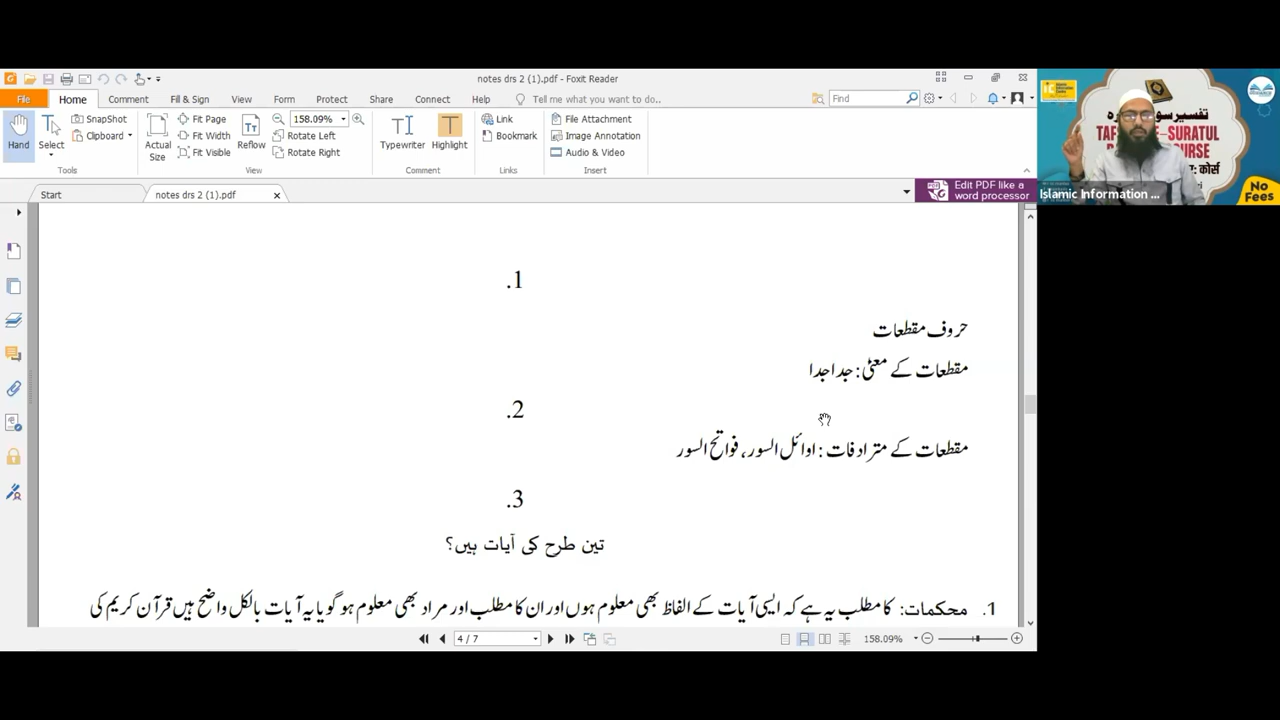 notes drs 2 (1).pdf - Foxit Reader
File Home Comment Fill & Sign View Form Protect Share Connect Help Tell me what you want to do.. Find
Hand
Select
SnapShot
Clipboard
Actual Size
Fit Page
Fit Width
Fit Visible
Reflow
158.09%
Rotate Left
Rotate Right
Typewriter
Highlight
Link
Bookmark
File Attachment
Image Annotation
Audio & Video
Tools View Comment Links Insert
Start notes drs 2 (1).pdf
Edit PDF like a
word processor
.1
حروف مقطعات
مقطعات کے معنٰی: جدا جدا
.2
مقطعات کے مترادفات : اوائل السور، فواتح السور
.3
تین طرح کی آیات ہیں؟
.1 محکمات: کا مطلب یہ ہے کہ ایسی آیات کے الفاظ بھی معلوم ہوں اور ان کا مطلب اور مراد بھی معلوم ہو گویا یہ آیات بالکل واضح ہیں قرآن کریم کی
4 / 7
158.09%
تفسیر
TAF
E-SURATUL
URSE
कोर्स
Islamic Information ...
No
Fees